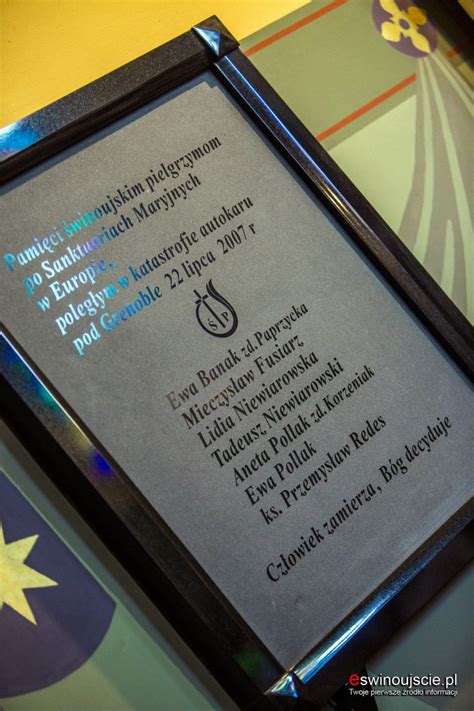 Pamięci świnoujskim pielgrzymom
po Sanktuariach Maryjnych
w Europie,
poległym w katastrofie autokaru
pod Grenoble 22 lipca 2007 r
Ś P
Ewa Banak zd. Paprzycka
Mieczysław Fusiarz
Lidia Niewiarowska
Tadeusz Niewiarowski
Aneta Pollak zd. Korzeniak
Ewa Pollak
ks. Przemysław Redes
Człowiek zamierza, Bóg decyduje
eswinoujscie.pl
Twoje pierwsze źródło informacji